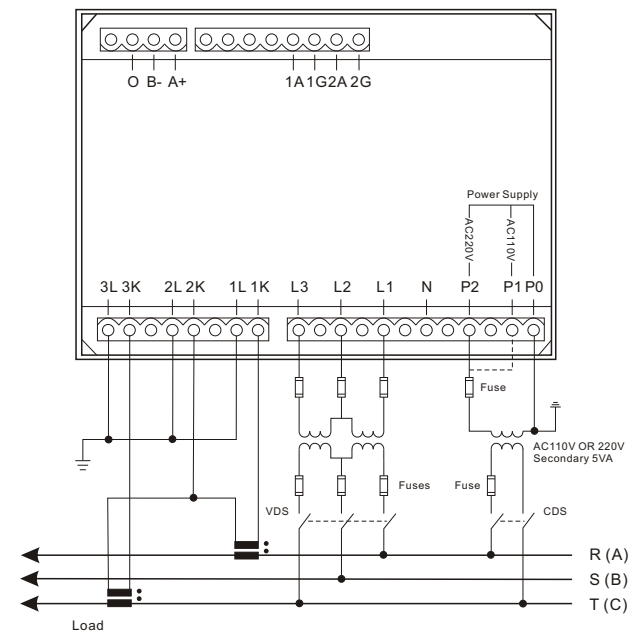 O B- A+
1A 1G 2A 2G
Power Supply
AC220V
AC110V
3L 3K 2L 2K 1L 1K L3 L2 L1 N P2 P1 P0
Fuse
AC110V OR 220V
Secondary 5VA
Fuses
Fuse
VDS
CDS
R (A)
S (B)
T (C)
Load